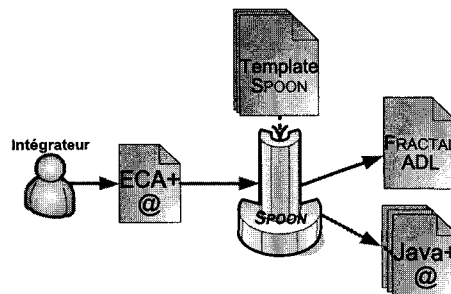 Template
SPOON
Intégrateur
ECA+
@
SPOON
FRACTAL
ADL
Java+
@